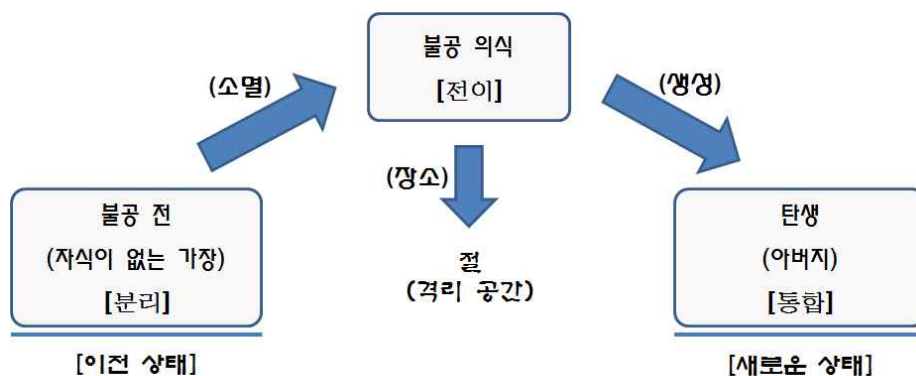 불공 의식
[전이]
(소멸)
(생성)
(장소)
불공 전
(자식이 없는 가장)
[분리]
절
(격리 공간)
탄생
(아버지)
[통합]
[이전 상태]
[새로운 상태]